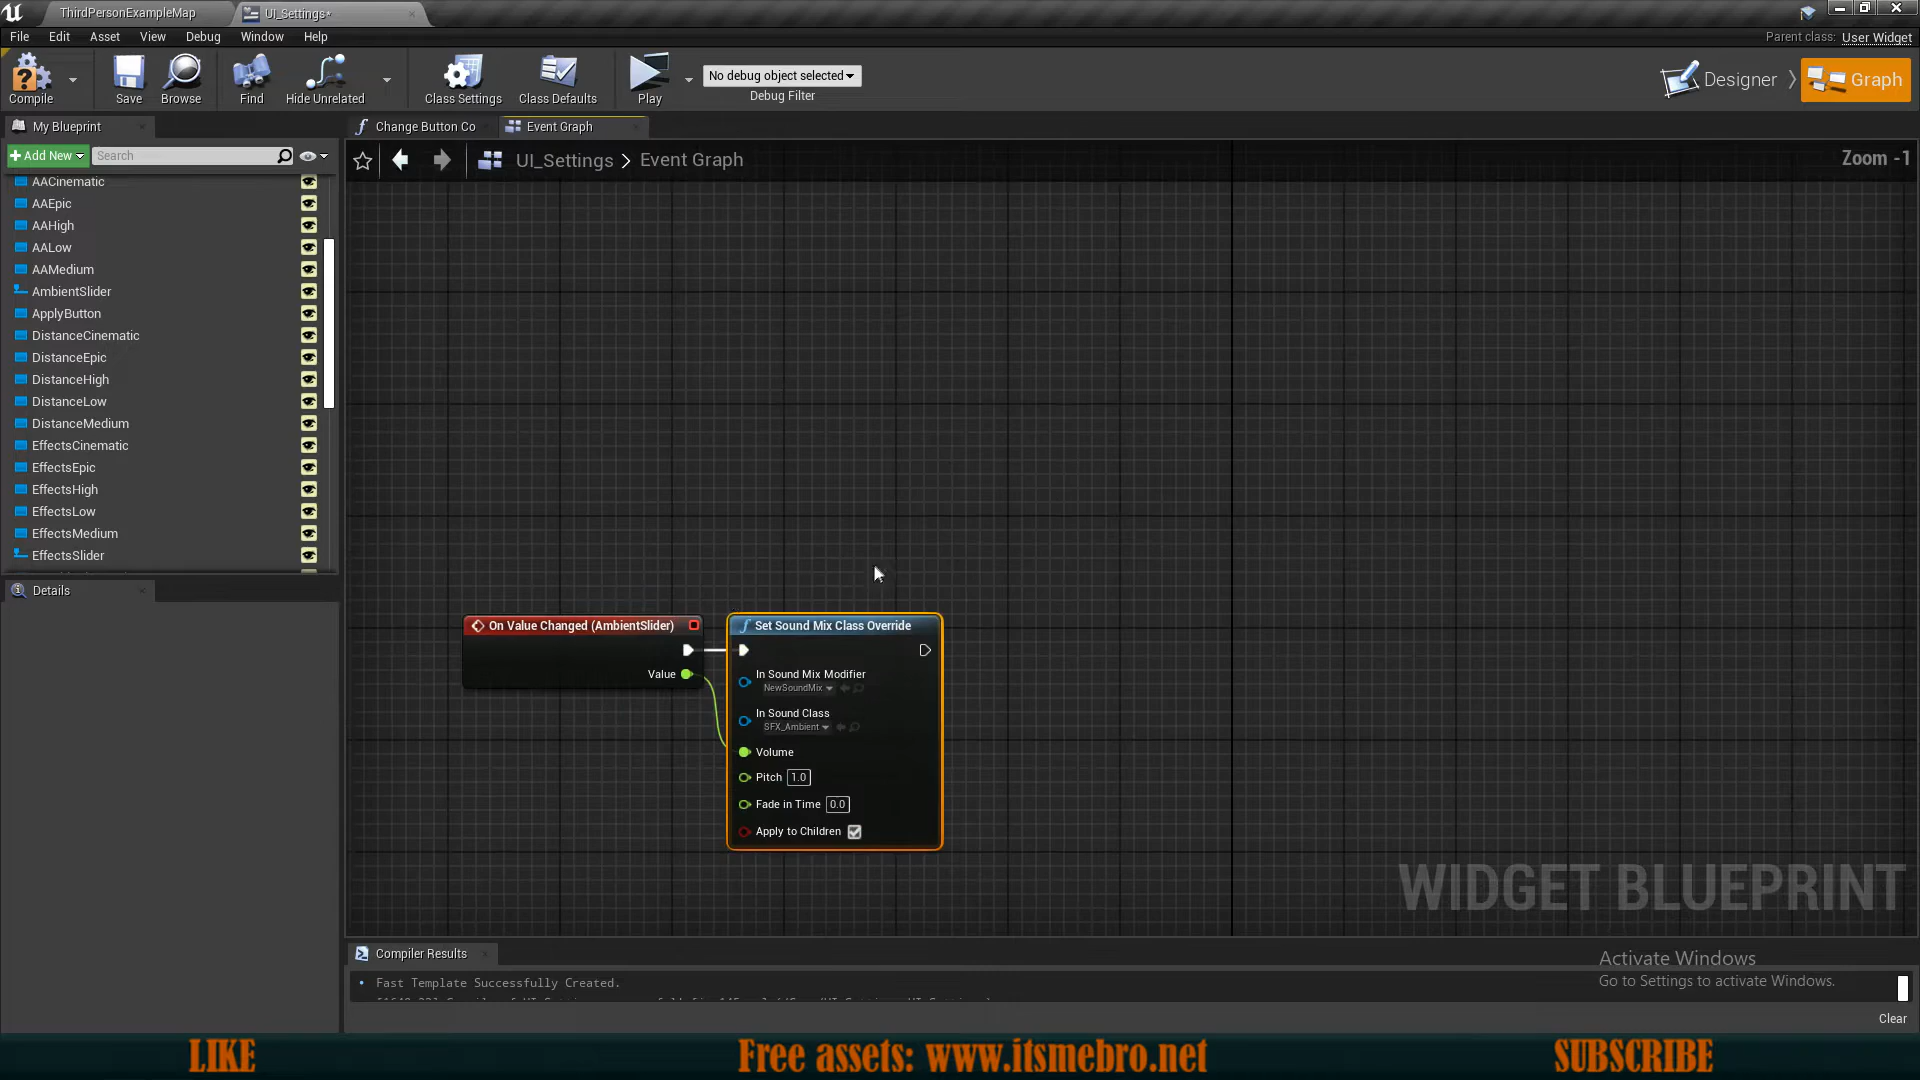 ThirdPersonExampleMap
UI_Settings*
File Edit Asset View Debug Window Help
Parent class: User Widget
Compile
Save
Browse
Find
Hide Unrelated
Class Settings
Class Defaults
Play
No debug object selected
Debug Filter
Designer
Graph
My Blueprint
Change Button Co
Event Graph
+ Add New
Search
UI_Settings > Event Graph
Zoom -1
AACinematic
AAEpic
AAHigh
AALow
AAMedium
AmbientSlider
ApplyButton
DistanceCinematic
DistanceEpic
DistanceHigh
DistanceLow
DistanceMedium
EffectsCinematic
EffectsEpic
EffectsHigh
EffectsLow
EffectsMedium
EffectsSlider
Details
On Value Changed (AmbientSlider)
Value
Set Sound Mix Class Override
In Sound Mix Modifier
NewSoundMix
In Sound Class
SFX_Ambient
Volume
Pitch 1.0
Fade in Time 0.0
Apply to Children
WIDGET BLUEPRINT
Compiler Results
Fast Template Successfully Created.
Activate Windows
Go to Settings to activate Windows.
Clear
LIKE
Free assets: www.itsmebro.net
SUBSCRIBE